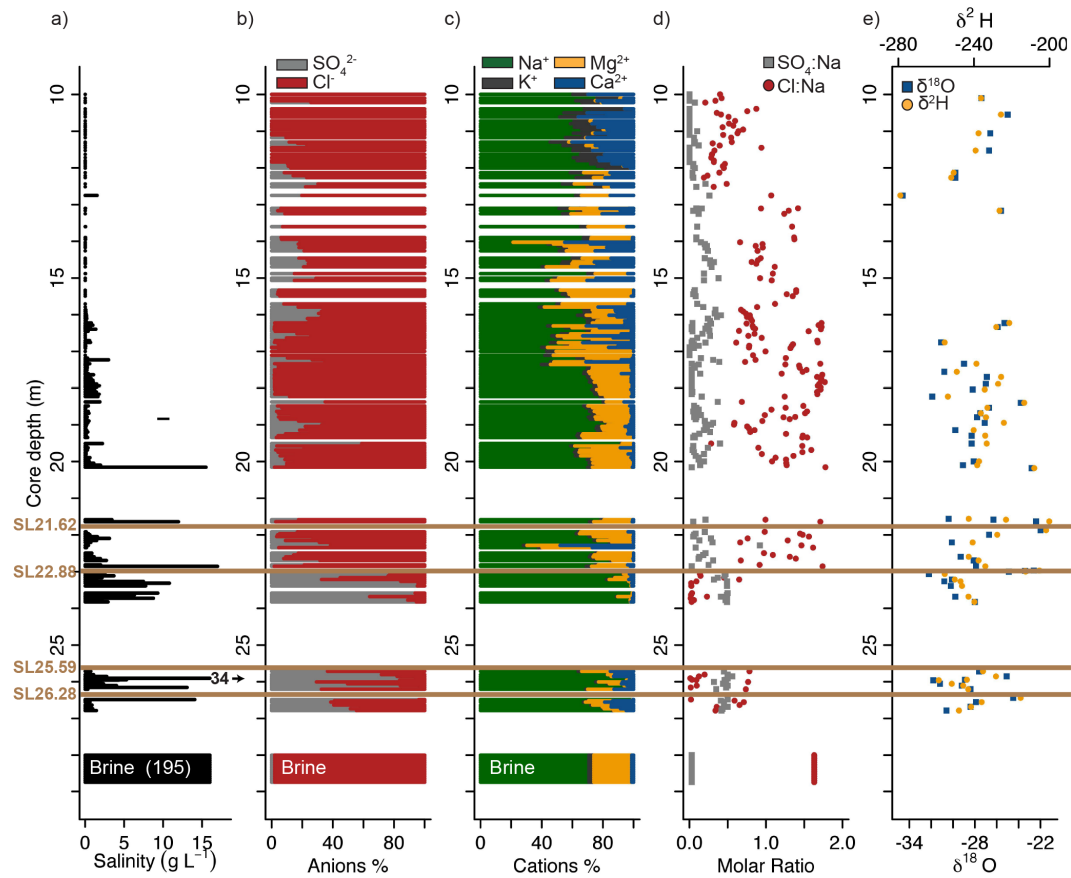 a) b) c) d) e)
δ² H
-280 -240 -200
SO₄²⁻
Cl⁻
Na⁺ Mg²⁺
K⁺ Ca²⁺
SO₄:Na
Cl:Na
δ¹⁸O
δ²H
Core depth (m)
10 10 10 10 10
15 15 15 15 15
20 20 20 20 20
SL21.62
SL22.88
25 25 25 25 25
SL25.59
34
SL26.28
Brine (195) Brine Brine
0 5 10 15 0 40 80 0 40 80 0.0 1.0 2.0 -34 -28 -22
Salinity (g L⁻¹) Anions % Cations % Molar Ratio δ¹⁸ O